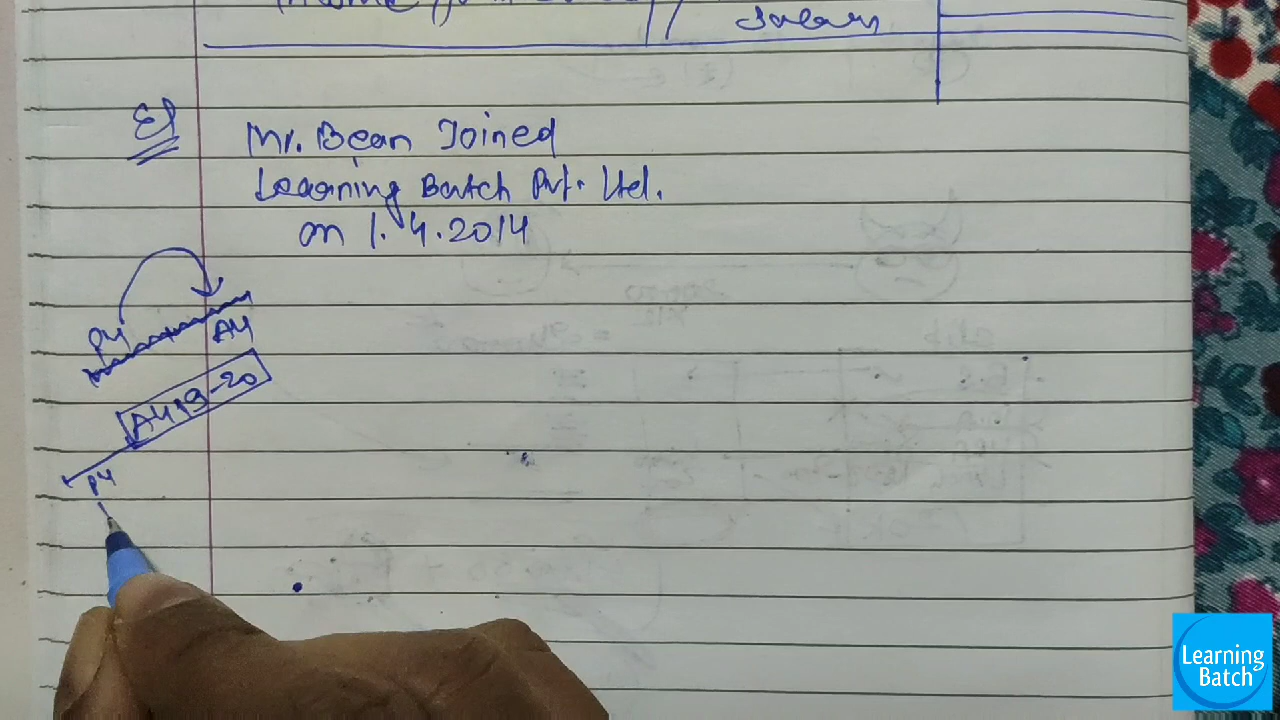 Salary
Eg
Mr. Bean Joined
Learning Batch Pvt. Ltd.
on 1.4.2014
PY
AY
AY 19-20
PY
Learning
Batch